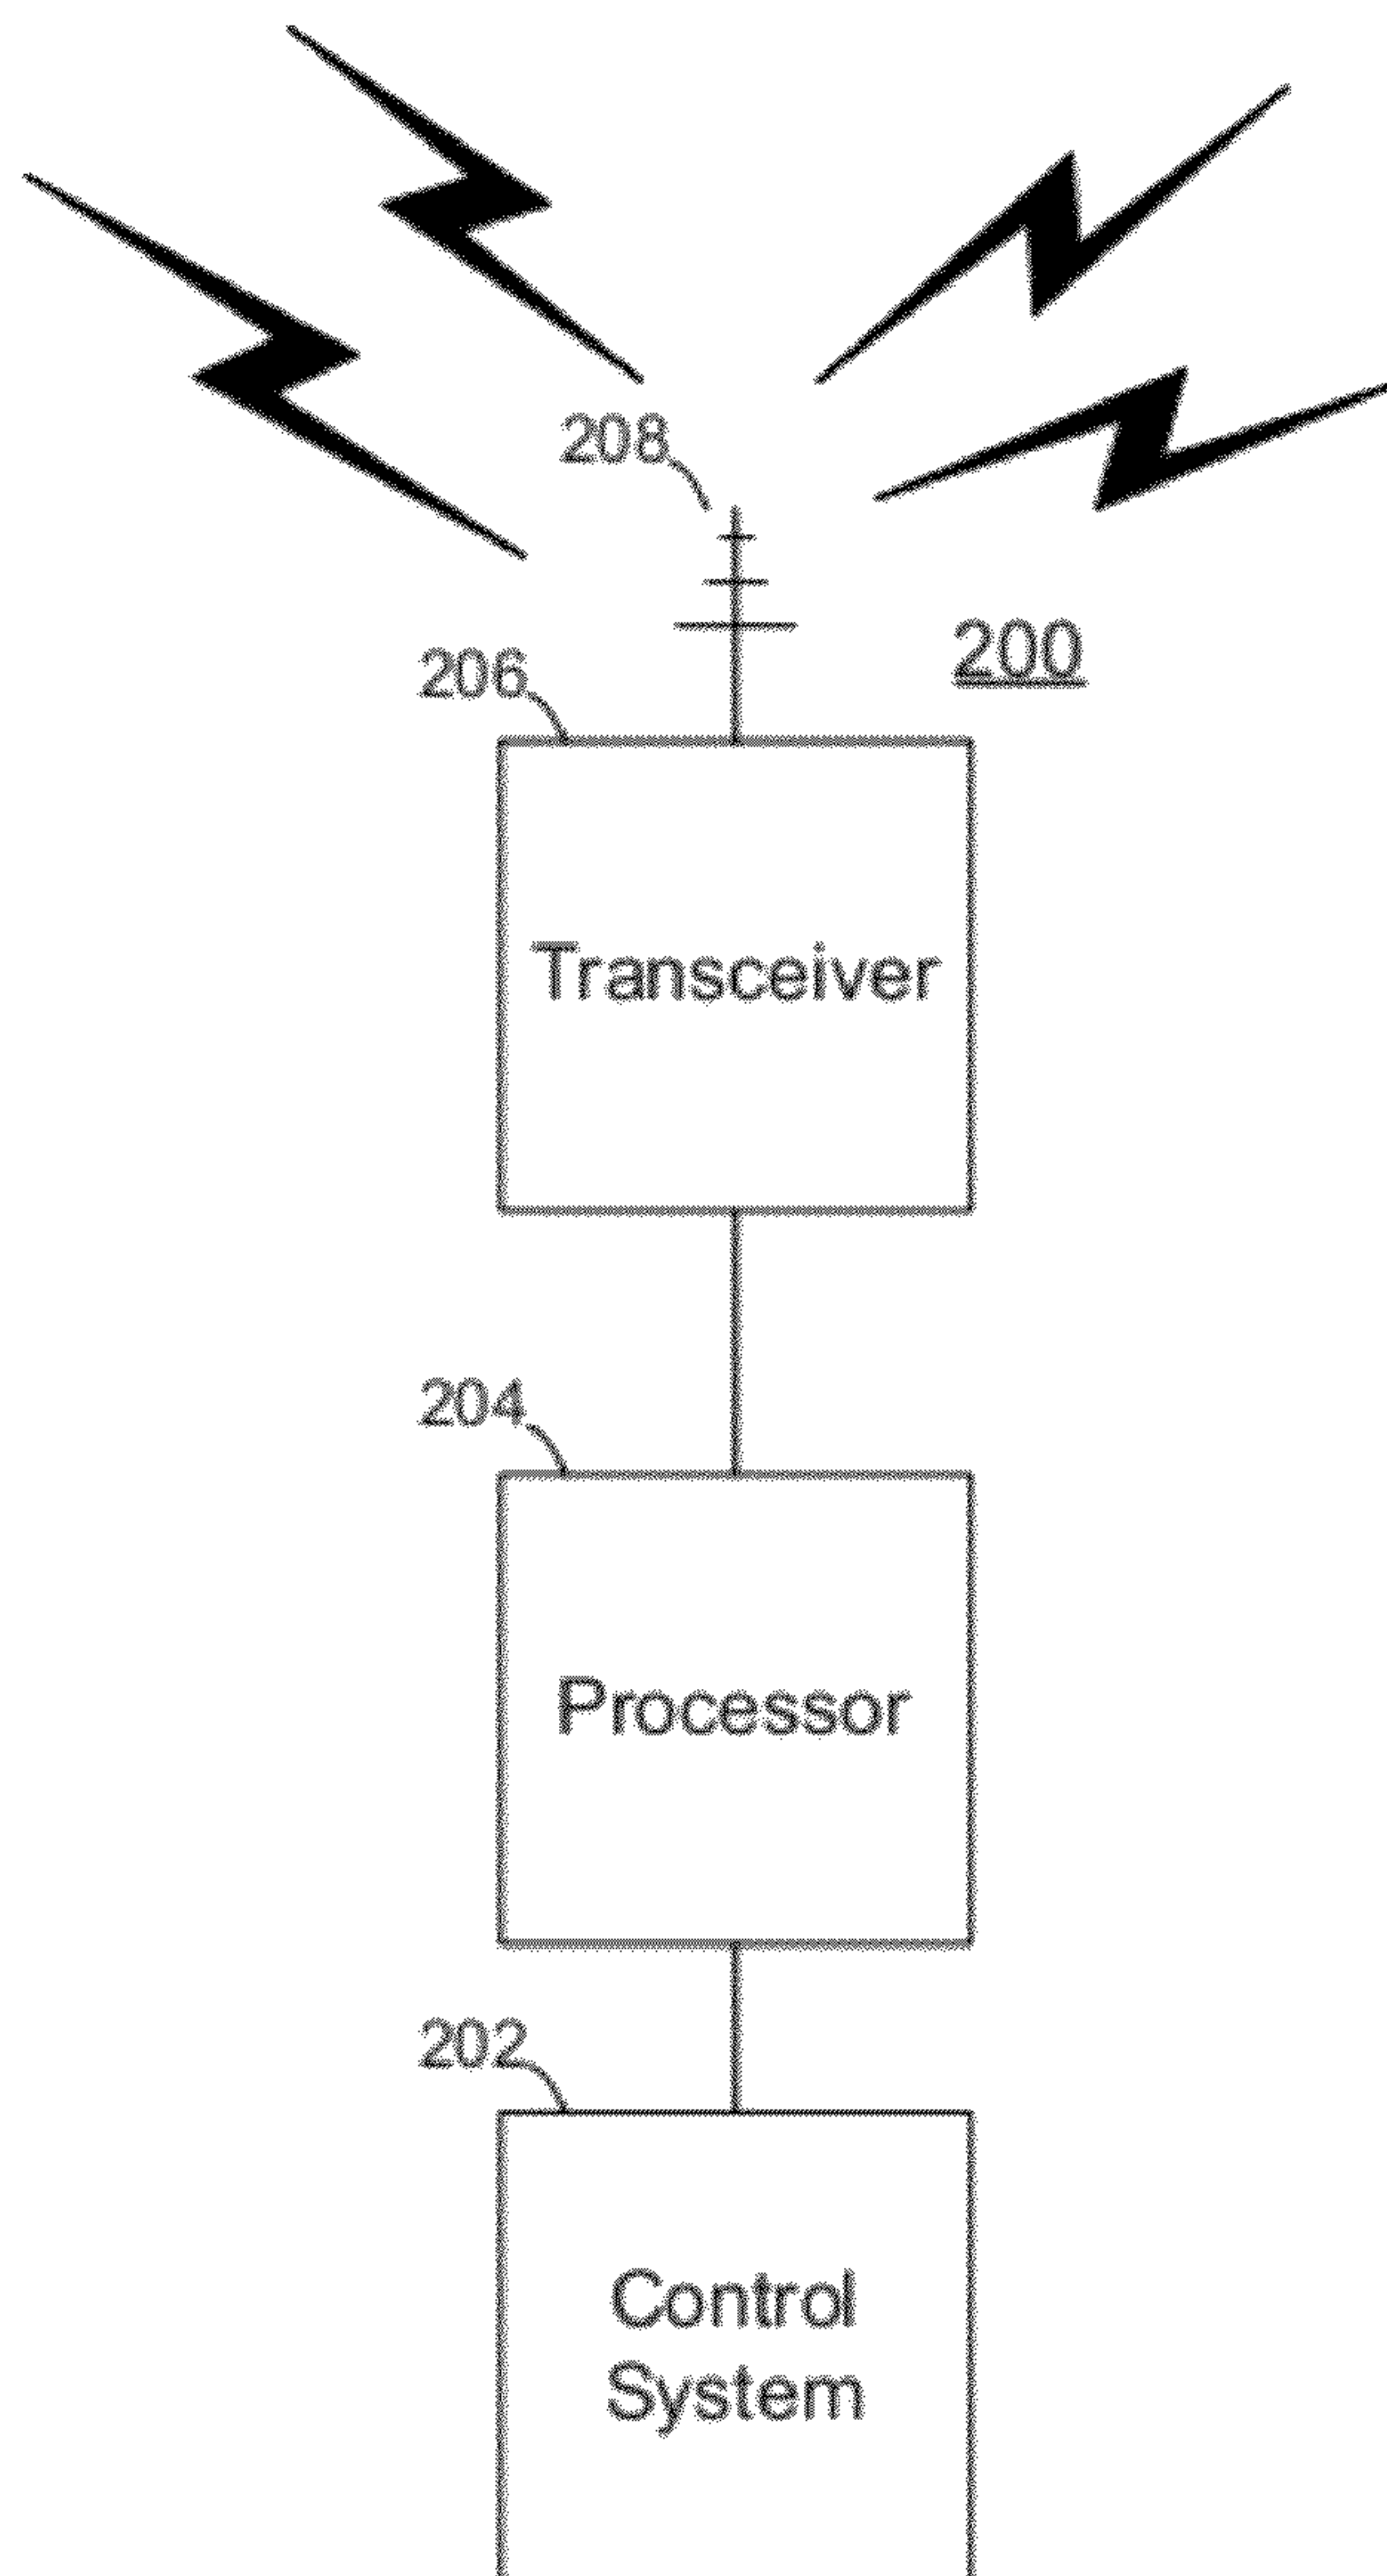 208
200
206
Transceiver
204
Processor
202
Control
System